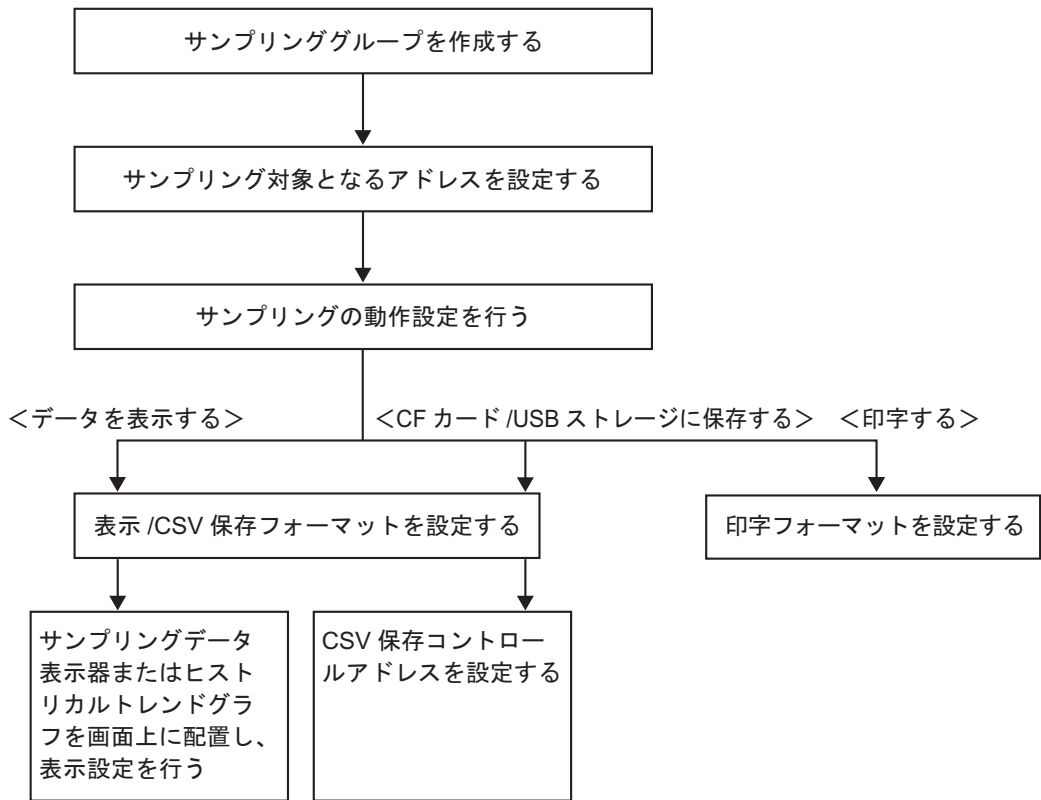 サンプリンググループを作成する
サンプリング対象となるアドレスを設定する
サンプリングの動作設定を行う
＜データを表示する＞
＜CF カード /USB ストレージに保存する＞
＜印字する＞
表示 /CSV 保存フォーマットを設定する
印字フォーマットを設定する
サンプリングデータ
表示器またはヒスト
リカルトレンドグラ
フを画面上に配置し、
表示設定を行う
CSV 保存コントロー
ルアドレスを設定する